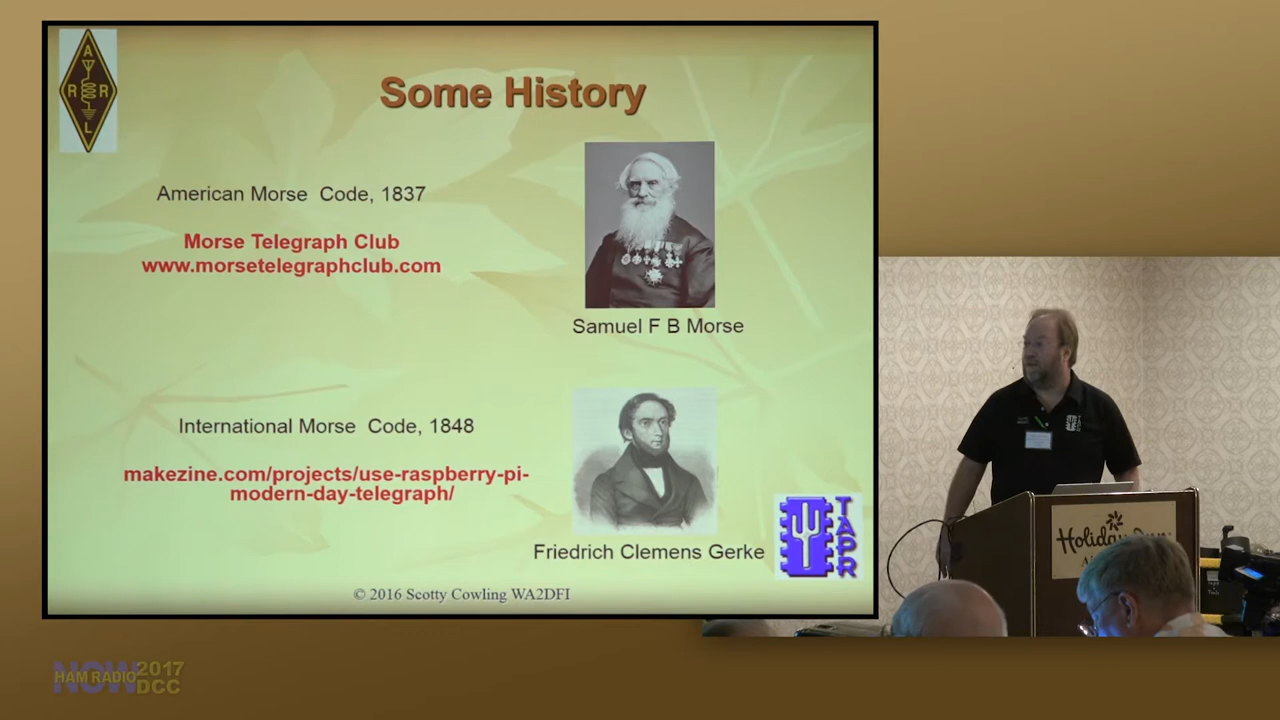 A
R R
L
Some History
American Morse Code, 1837
Morse Telegraph Club
www.morsetelegraphclub.com
Samuel F B Morse
International Morse Code, 1848
makezine.com/projects/use-raspberry-pi-
modern-day-telegraph/
Friedrich Clemens Gerke
TAPR
© 2016 Scotty Cowling WA2DFI
Holiday Inn
NOW
HAM RADIO
2017
DCC